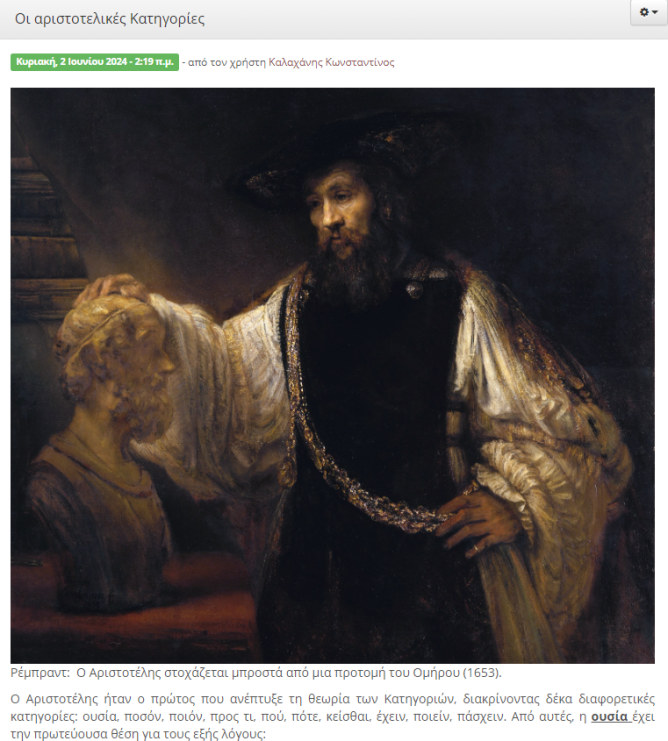 Οι αριστοτελικές Κατηγορίες
Κυριακή, 2 Ιουνίου 2024 - 2:19 π.μ. - από τον χρήστη Καλαχάνης Κωνσταντίνος
Ρέμπραντ: Ο Αριστοτέλης στοχάζεται μπροστά από μια προτομή του Ομήρου (1653).
Ο Αριστοτέλης ήταν ο πρώτος που ανέπτυξε τη θεωρία των Κατηγοριών, διακρίνοντας δέκα διαφορετικές
κατηγορίες: ουσία, ποσόν, ποιόν, προς τι, πού, πότε, κείσθαι, έχειν, ποιείν, πάσχειν. Από αυτές, η ουσία έχει
την πρωτεύουσα θέση για τους εξής λόγους: